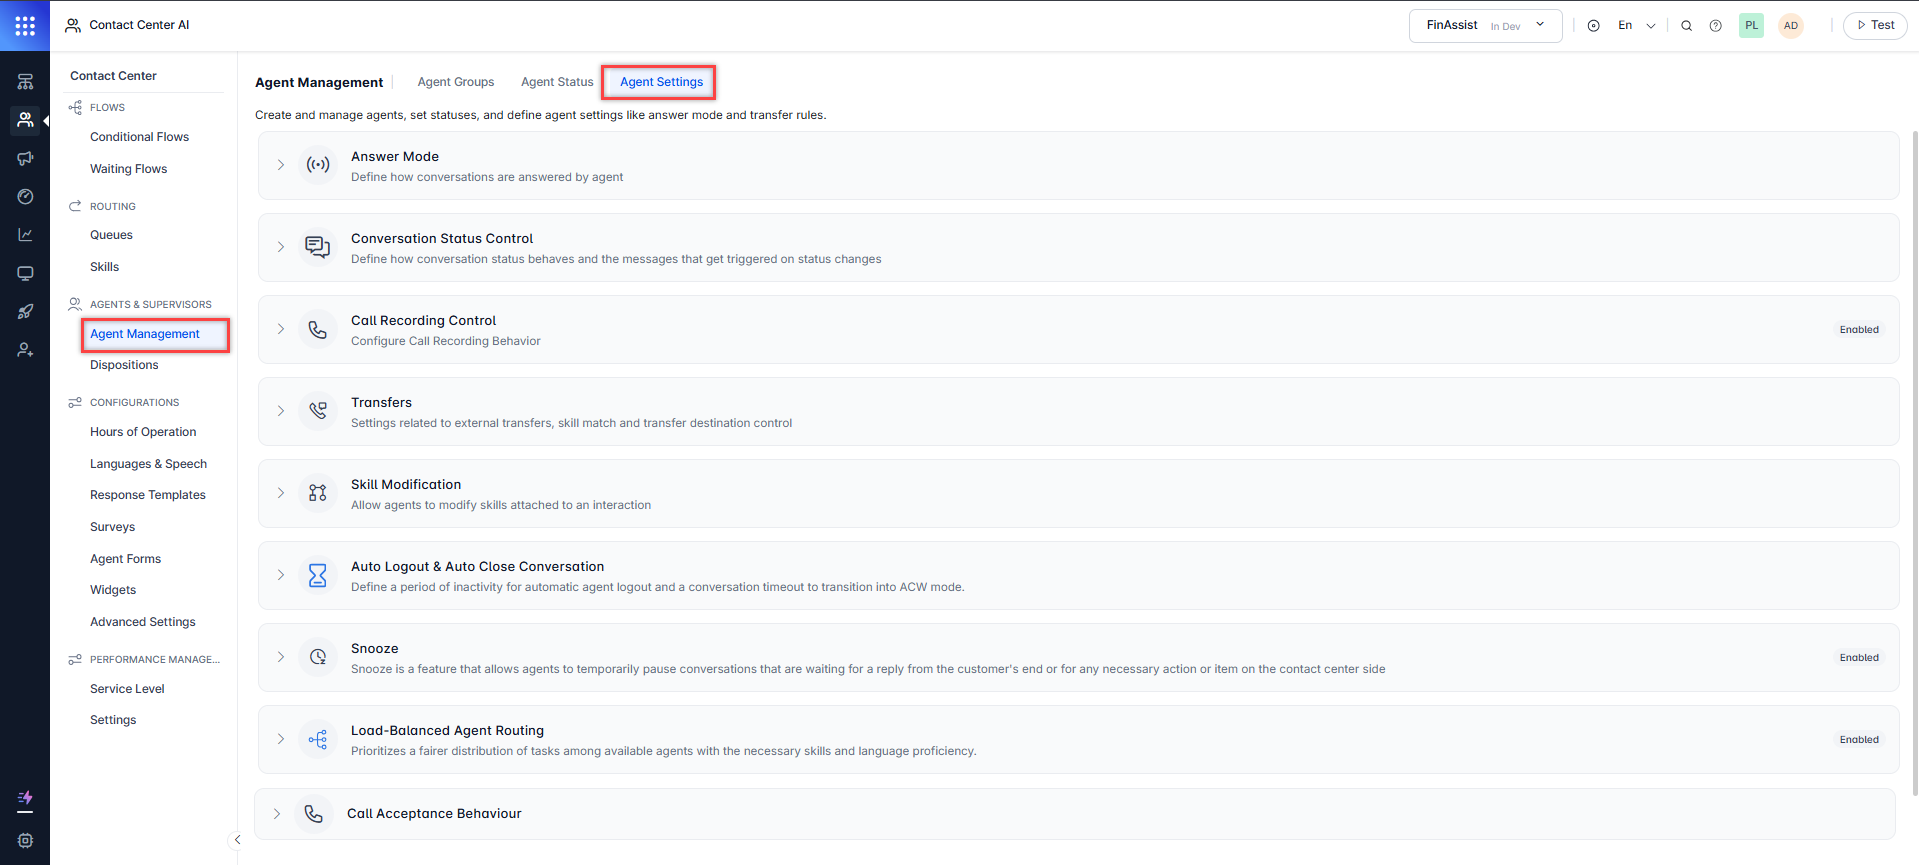 Contact Center AI
FinAssist In Dev
En
PL
AD
Test
Contact Center
FLOWS
Conditional Flows
Waiting Flows
ROUTING
Queues
Skills
AGENTS & SUPERVISORS
Agent Management
Dispositions
CONFIGURATIONS
Hours of Operation
Languages & Speech
Response Templates
Surveys
Agent Forms
Widgets
Advanced Settings
PERFORMANCE MANAGE...
Service Level
Settings
Agent Management
Agent Groups
Agent Status
Agent Settings
Create and manage agents, set statuses, and define agent settings like answer mode and transfer rules.
Answer Mode
Define how conversations are answered by agent
Conversation Status Control
Define how conversation status behaves and the messages that get triggered on status changes
Call Recording Control
Configure Call Recording Behavior
Enabled
Transfers
Settings related to external transfers, skill match and transfer destination control
Skill Modification
Allow agents to modify skills attached to an interaction
Auto Logout & Auto Close Conversation
Define a period of inactivity for automatic agent logout and a conversation timeout to transition into ACW mode.
Snooze
Snooze is a feature that allows agents to temporarily pause conversations that are waiting for a reply from the customer's end or for any necessary action or item on the contact center side
Enabled
Load-Balanced Agent Routing
Prioritizes a fairer distribution of tasks among available agents with the necessary skills and language proficiency.
Enabled
Call Acceptance Behaviour